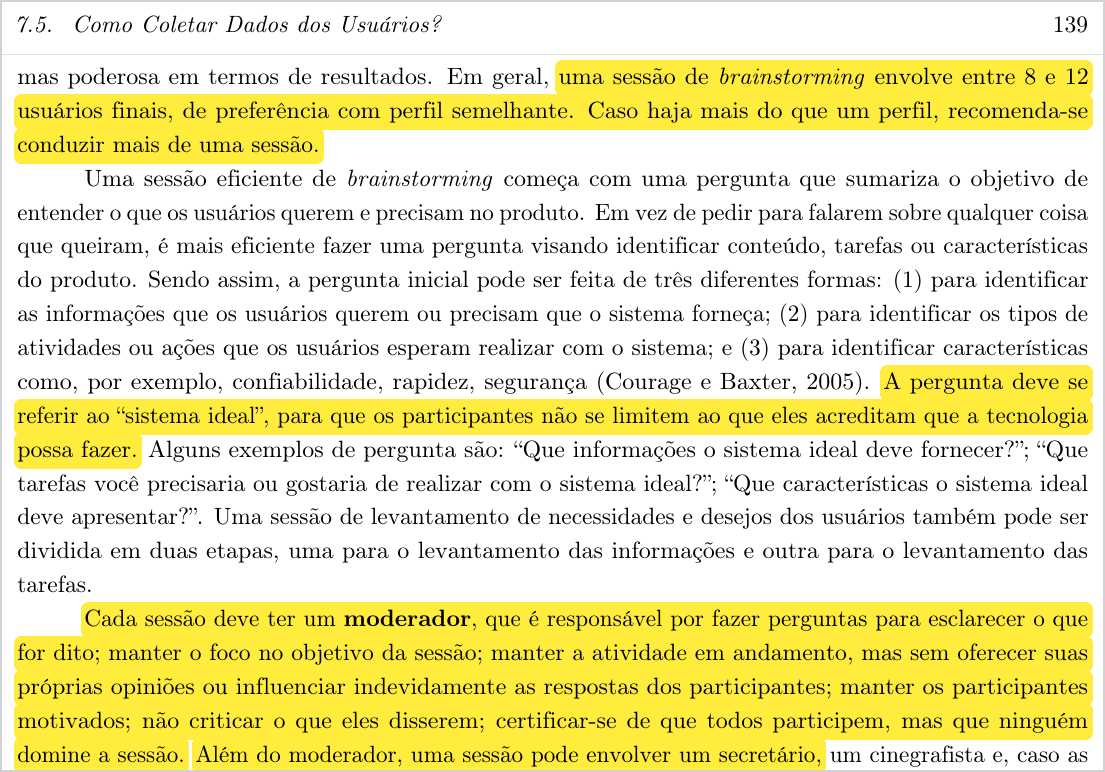 7.5. Como Coletar Dados dos Usuários? 139
mas poderosa em termos de resultados. Em geral, uma sessão de brainstorming envolve entre 8 e 12
usuários finais, de preferência com perfil semelhante. Caso haja mais do que um perfil, recomenda-se
conduzir mais de uma sessão.
Uma sessão eficiente de brainstorming começa com uma pergunta que sumariza o objetivo de
entender o que os usuários querem e precisam no produto. Em vez de pedir para falarem sobre qualquer coisa
que queiram, é mais eficiente fazer uma pergunta visando identificar conteúdo, tarefas ou características
do produto. Sendo assim, a pergunta inicial pode ser feita de três diferentes formas: (1) para identificar
as informações que os usuários querem ou precisam que o sistema forneça; (2) para identificar os tipos de
atividades ou ações que os usuários esperam realizar com o sistema; e (3) para identificar características
como, por exemplo, confiabilidade, rapidez, segurança (Courage e Baxter, 2005). A pergunta deve se
referir ao “sistema ideal”, para que os participantes não se limitem ao que eles acreditam que a tecnologia
possa fazer. Alguns exemplos de pergunta são: “Que informações o sistema ideal deve fornecer?”; “Que
tarefas você precisaria ou gostaria de realizar com o sistema ideal?”; “Que características o sistema ideal
deve apresentar?”. Uma sessão de levantamento de necessidades e desejos dos usuários também pode ser
dividida em duas etapas, uma para o levantamento das informações e outra para o levantamento das
tarefas.
Cada sessão deve ter um moderador, que é responsável por fazer perguntas para esclarecer o que
for dito; manter o foco no objetivo da sessão; manter a atividade em andamento, mas sem oferecer suas
próprias opiniões ou influenciar indevidamente as respostas dos participantes; manter os participantes
motivados; não criticar o que eles disserem; certificar-se de que todos participem, mas que ninguém
domine a sessão. Além do moderador, uma sessão pode envolver um secretário, um cinegrafista e, caso as